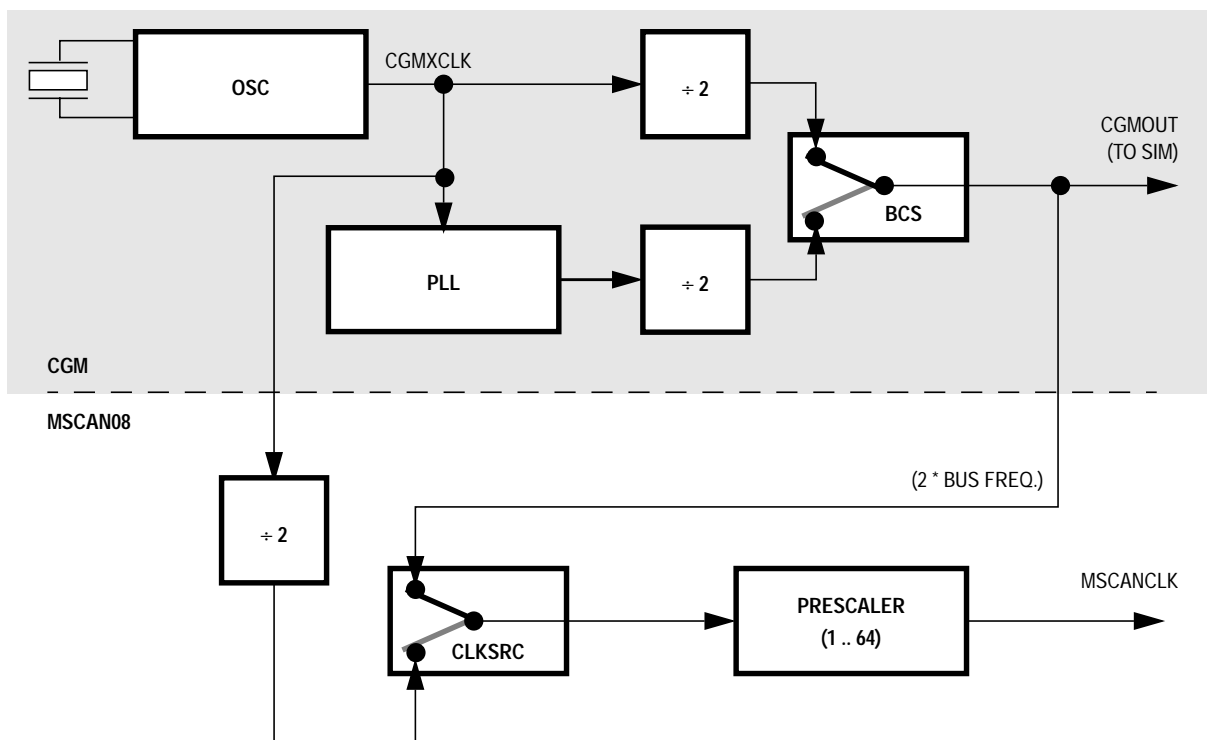 CGMXCLK
OSC
÷ 2
CGMOUT
(TO SIM)
BCS
PLL
÷ 2
CGM
MSCAN08
(2 * BUS FREQ.)
÷ 2
MSCANCLK
PRESCALER
(1 .. 64)
CLKSRC